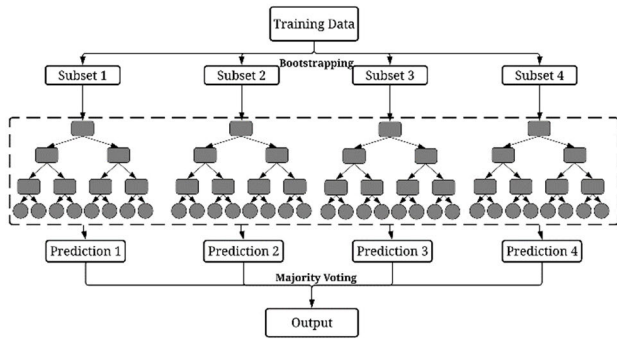 Training Data
Bootstrapping
Subset 1
Subset 2
Subset 3
Subset 4
Prediction 1
Prediction 2
Prediction 3
Prediction 4
Majority Voting
Output